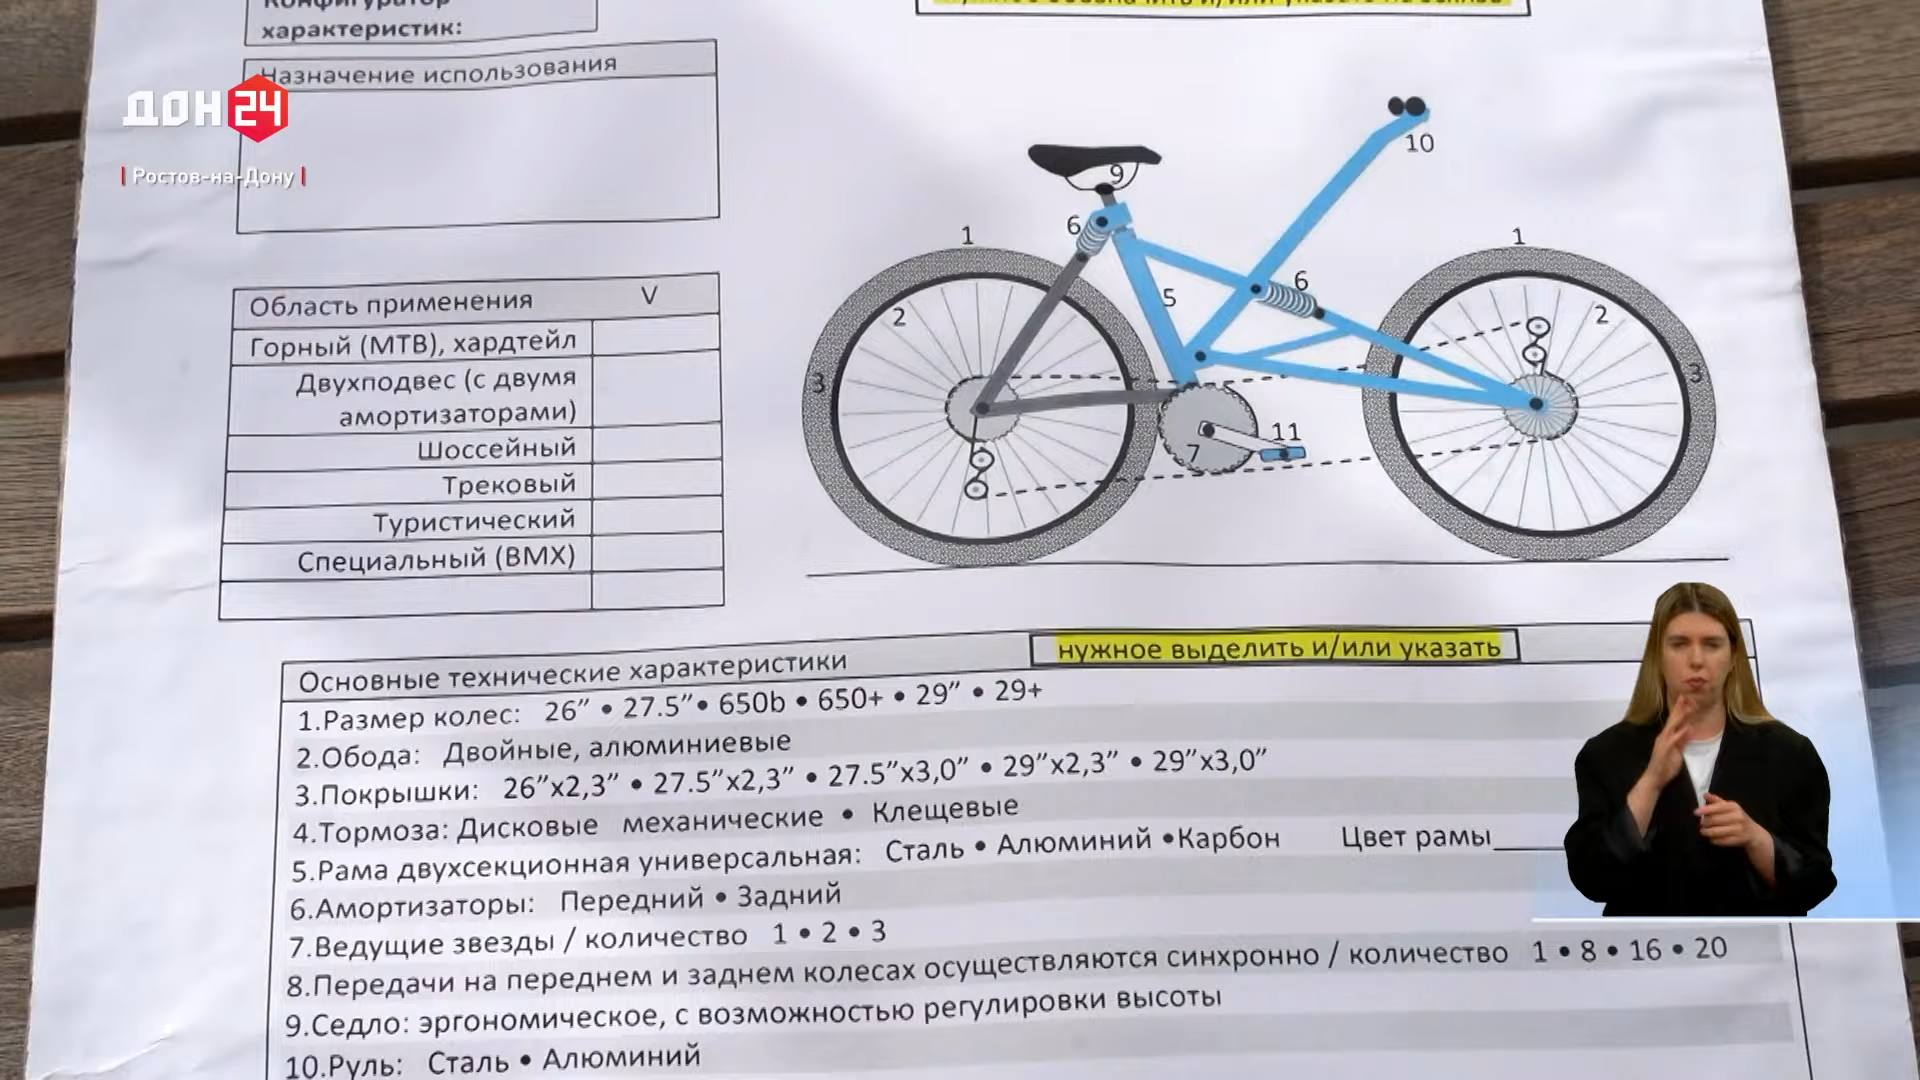 Конфигуратор
характеристик:
Назначение использования
ДОН 24
| Ростов-на-Дону |
Область применения V
Горный (МТВ), хардтейл
Двухподвес (с двумя
амортизаторами)
Шоссейный
Трековый
Туристический
Специальный (ВМХ)
10
9
6
1
1
6
5
2
2
3
3
11
7
Основные технические характеристики нужное выделить и/или указать
1.Размер колес: 26” • 27.5” • 650b • 650+ • 29” • 29+
2.Обода: Двойные, алюминиевые
3.Покрышки: 26”х2,3” • 27.5”х2,3” • 27.5”х3,0” • 29”х2,3” • 29”х3,0”
4.Тормоза: Дисковые механические • Клещевые
5.Рама двухсекционная универсальная: Сталь • Алюминий •Карбон Цвет рамы
6.Амортизаторы: Передний • Задний
7.Ведущие звезды / количество 1 • 2 • 3
8.Передачи на переднем и заднем колесах осуществляются синхронно / количество 1 • 8 • 16 • 20
9.Седло: эргономическое, с возможностью регулировки высоты
10.Руль: Сталь • Алюминий